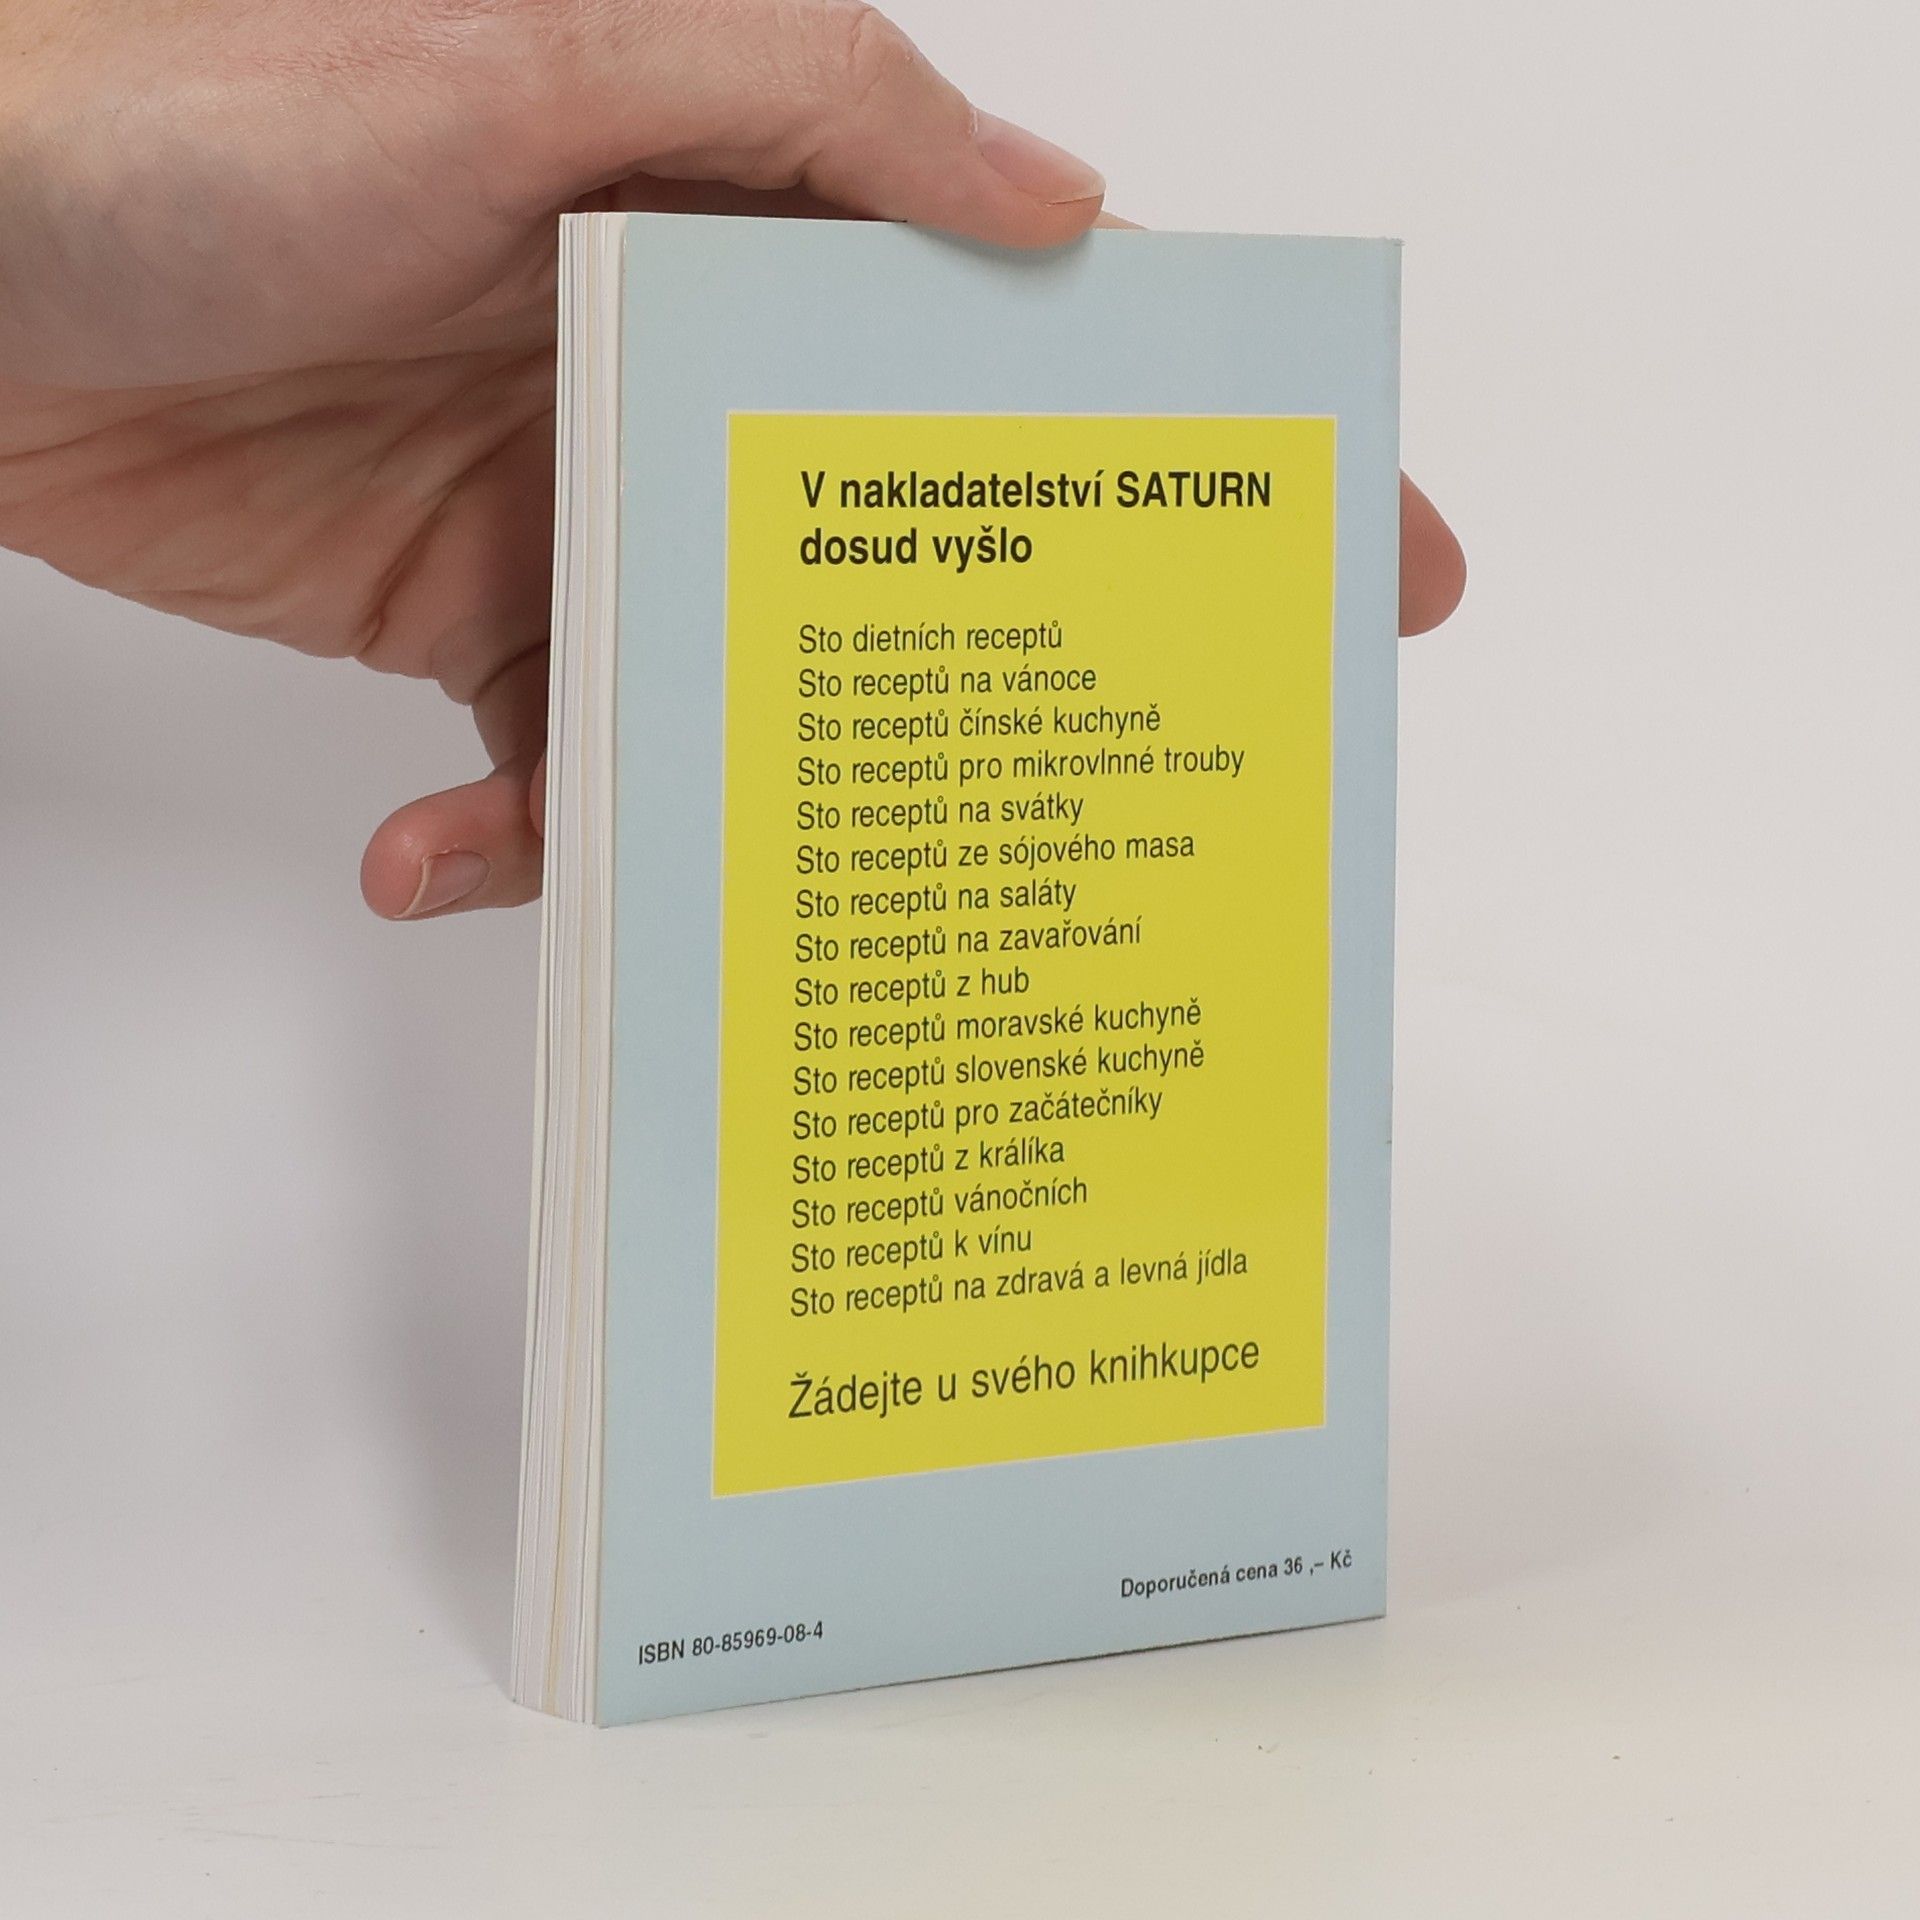 V nakladatelství SATURN
dosud vyšlo
Sto dietních receptů
Sto receptů na vánoce
Sto receptů čínské kuchyně
Sto receptů pro mikrovlnné trouby
Sto receptů na svátky
Sto receptů ze sójového masa
Sto receptů na saláty
Sto receptů na zavařování
Sto receptů z hub
Sto receptů moravské kuchyně
Sto receptů slovenské kuchyně
Sto receptů pro začátečníky
Sto receptů z králíka
Sto receptů vánočních
Sto receptů k vínu
Sto receptů na zdravá a levná jídla
Žádejte u svého knihkupce
Doporučená cena 36 ,– Kč
ISBN 80-85969-08-4